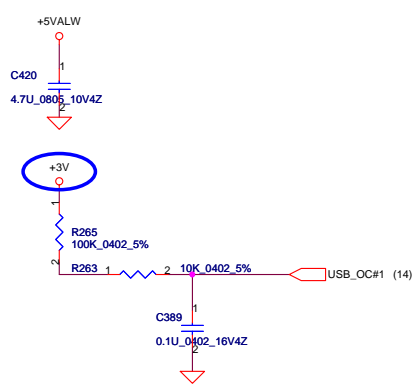 +5VALW
1
C420
4.7U_0805_10V4Z
2
+3V
1
R265
100K_0402_5%
2
R263 1 2 10K_0402_5%
USB_OC#1 (14)
1
C389
0.1U_0402_16V4Z
2